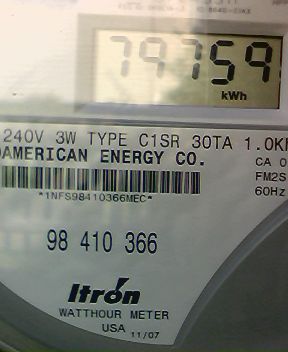 79759
kWh
240V 3W TYPE C1SR 30TA 1.0K
AMERICAN ENERGY CO.
CA 0
FM2S
60Hz
*1NFS98410366MEC*
98 410 366
Itron
WATTHOUR METER
USA 11/07